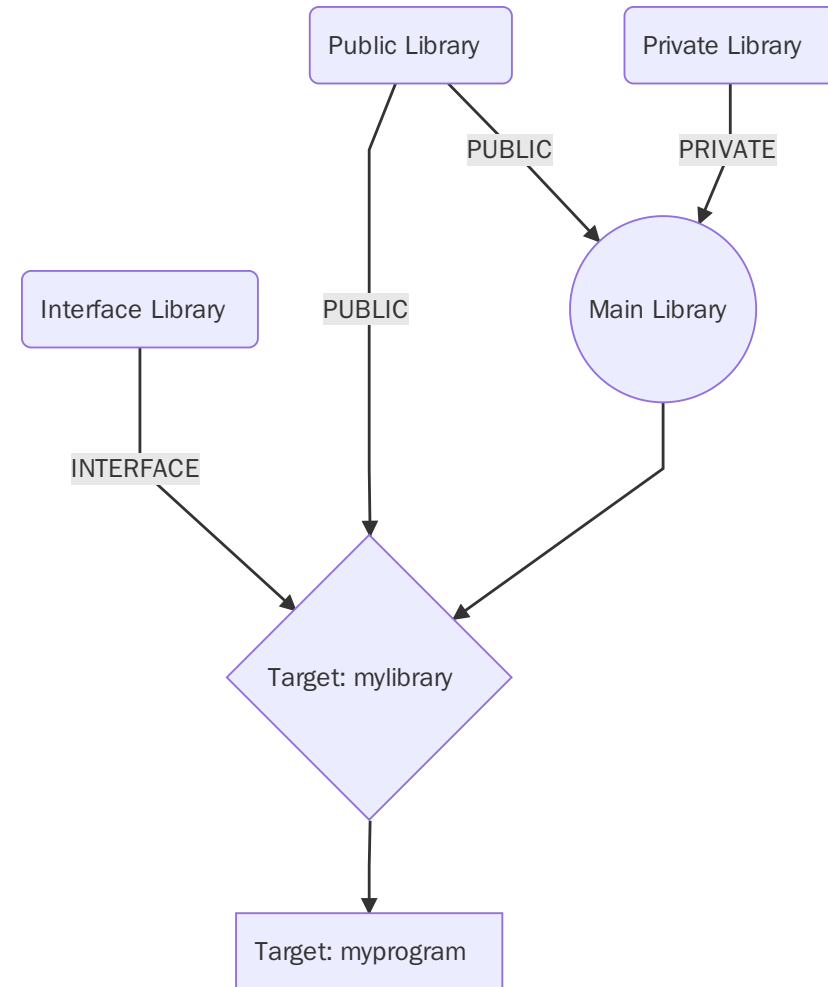 Public Library
Private Library
PUBLIC
PRIVATE
Interface Library
PUBLIC
Main Library
INTERFACE
Target: mylibrary
Target: myprogram